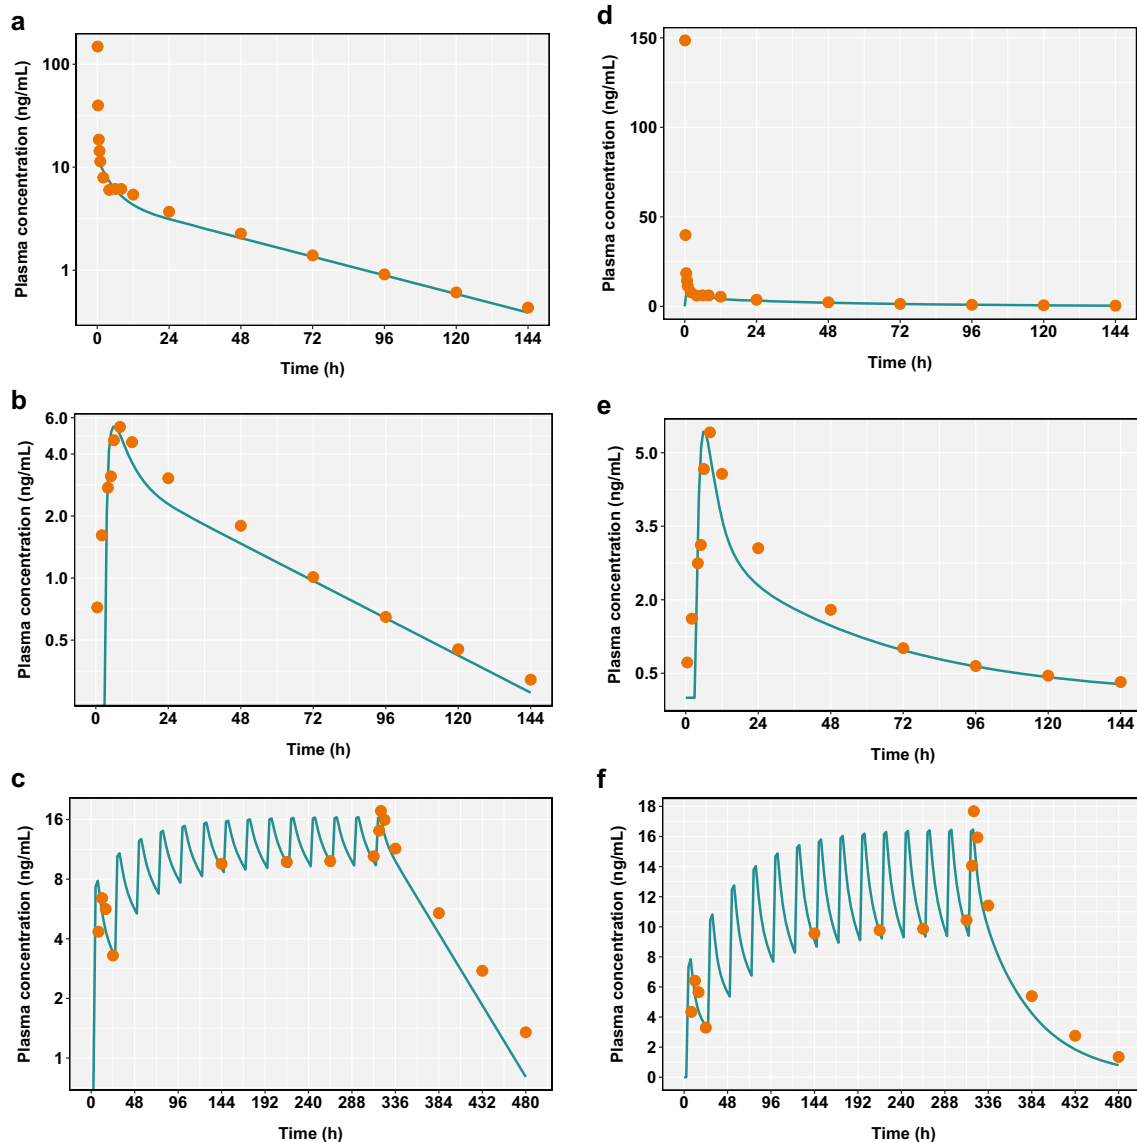 a
Plasma concentration (ng/mL)
100
10
1
0 24 48 72 96 120 144
Time (h)
d
Plasma concentration (ng/mL)
150
100
50
0
0 24 48 72 96 120 144
Time (h)
b
Plasma concentration (ng/mL)
6.0
4.0
2.0
1.0
0.5
0 24 48 72 96 120 144
Time (h)
e
Plasma concentration (ng/mL)
5.0
3.5
2.0
0.5
0 24 48 72 96 120 144
Time (h)
c
Plasma concentration (ng/mL)
16
8
4
2
1
0 48 96 144 192 240 288 336 384 432 480
Time (h)
f
Plasma concentration (ng/mL)
18
16
14
12
10
8
6
4
2
0
0 48 96 144 192 240 288 336 384 432 480
Time (h)